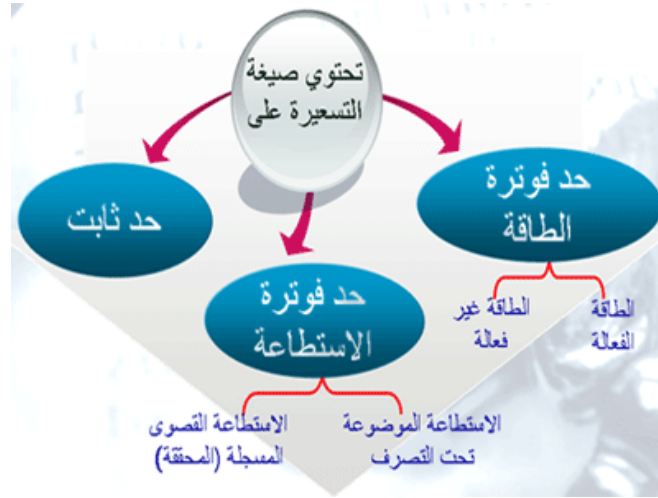 تحتوي صيغة
التسعيرة على
حد فوترة
الطاقة
الطاقة
الفعالة
الطاقة غير
فعالة
حد فوترة
الاستطاعة
الاستطاعة الموضوعة
تحت التصرف
الاستطاعة القصوى
المسجلة (المحققة)
حد ثابت